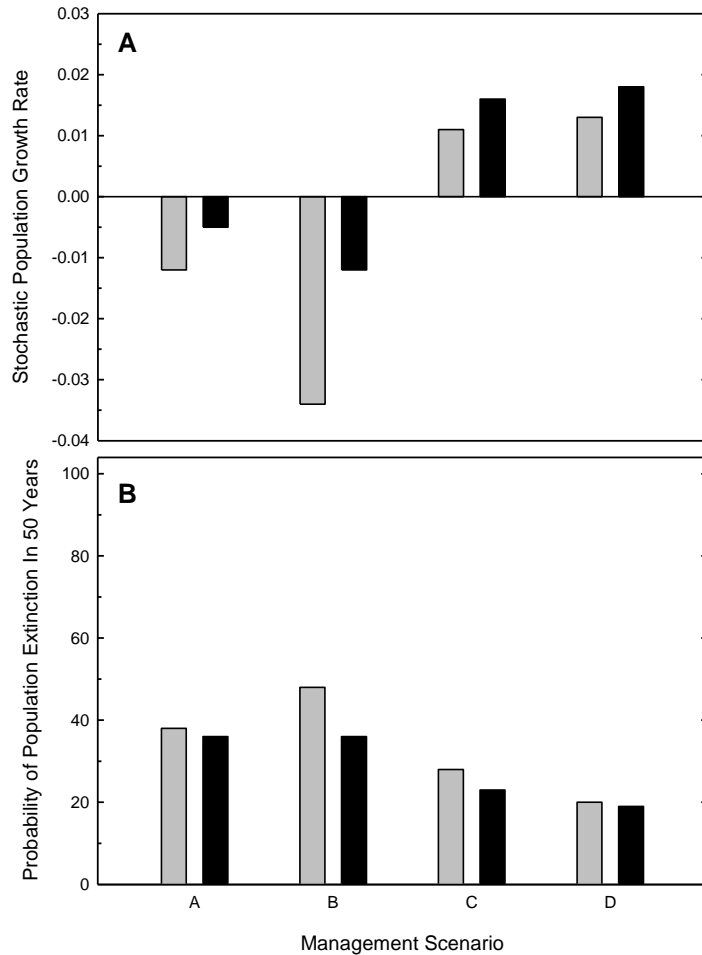 0.03
A
0.02
0.01
0.00
-0.01
-0.02
-0.03
-0.04
Stochastic Population Growth Rate
100
B
80
60
40
20
0
Probability of Population Extinction In 50 Years
A B C D
Management Scenario